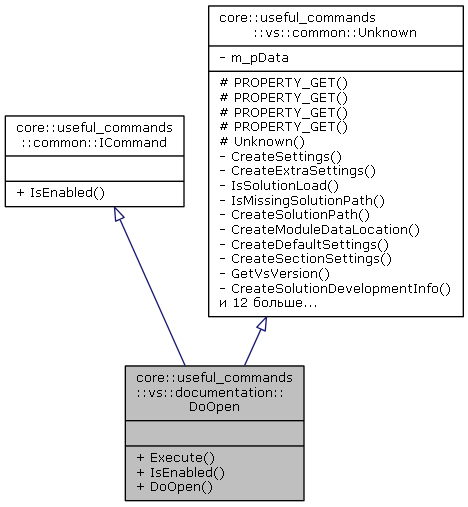 core::useful_commands
::vs::common::Unknown
- m_pData
# PROPERTY_GET()
# PROPERTY_GET()
# PROPERTY_GET()
# PROPERTY_GET()
# Unknown()
- CreateSettings()
- CreateExtraSettings()
- IsSolutionLoad()
- IsMissingSolutionPath()
- CreateSolutionPath()
- CreateModuleDataLocation()
- CreateDefaultSettings()
- CreateSectionSettings()
- GetVsVersion()
- CreateSolutionDevelopmentInfo()
и 12 больше...
core::useful_commands
::common::ICommand
+ IsEnabled()
core::useful_commands
::vs::documentation::
DoOpen
+ Execute()
+ IsEnabled()
+ DoOpen()